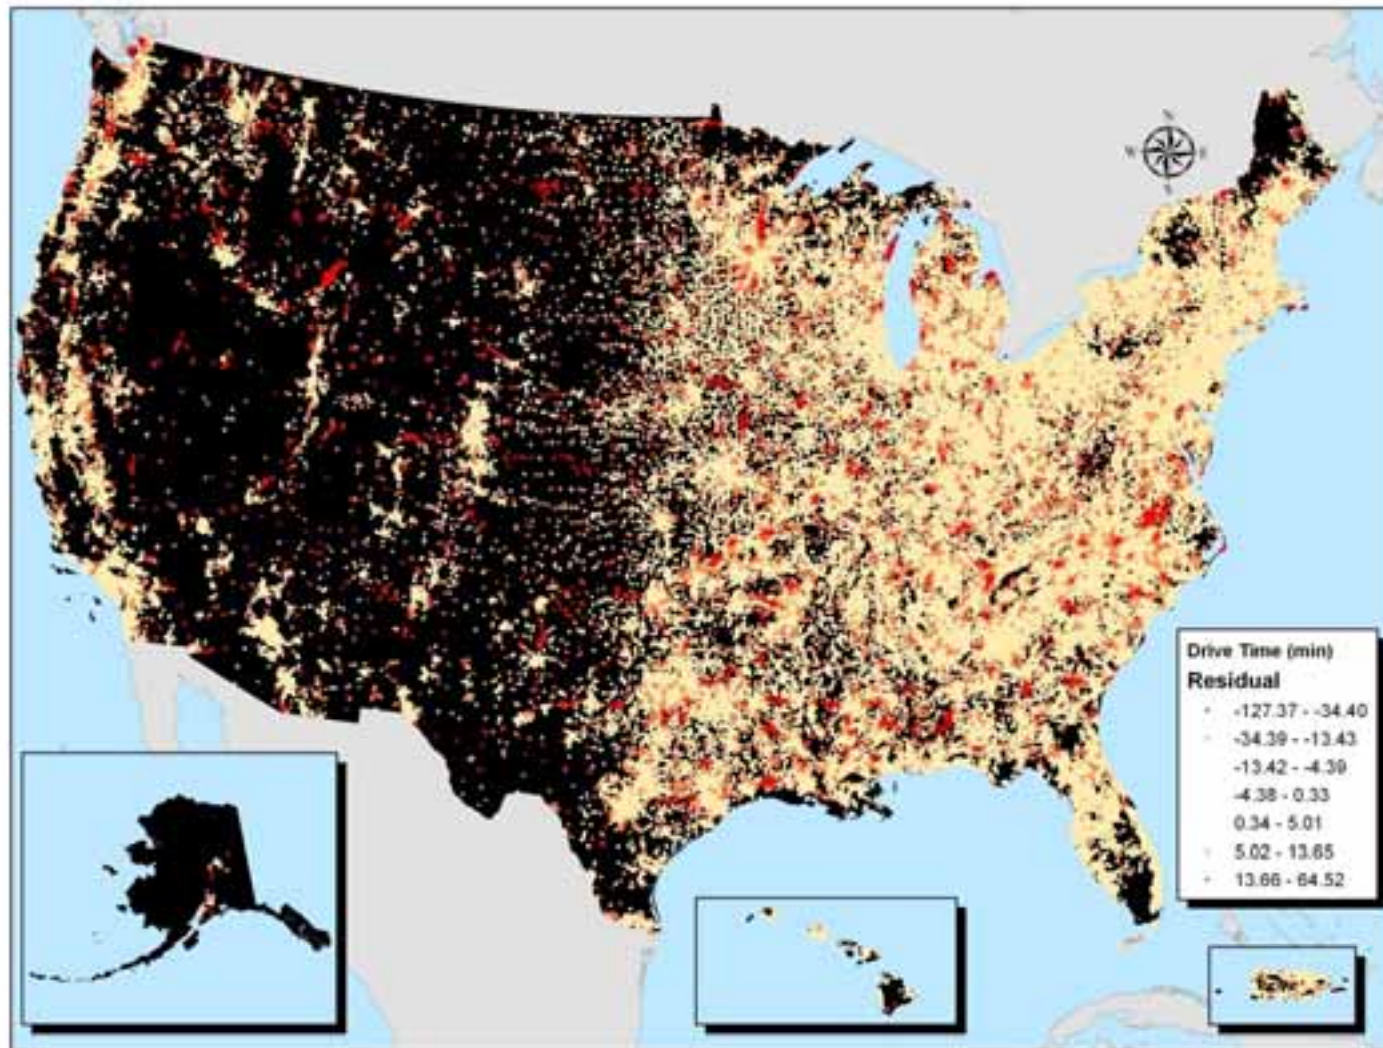 N
W E
S
Drive Time (min)
Residual
-127.37 - -34.40
-34.39 - -13.43
-13.42 - -4.39
-4.38 - 0.33
0.34 - 5.01
5.02 - 13.65
13.66 - 64.52